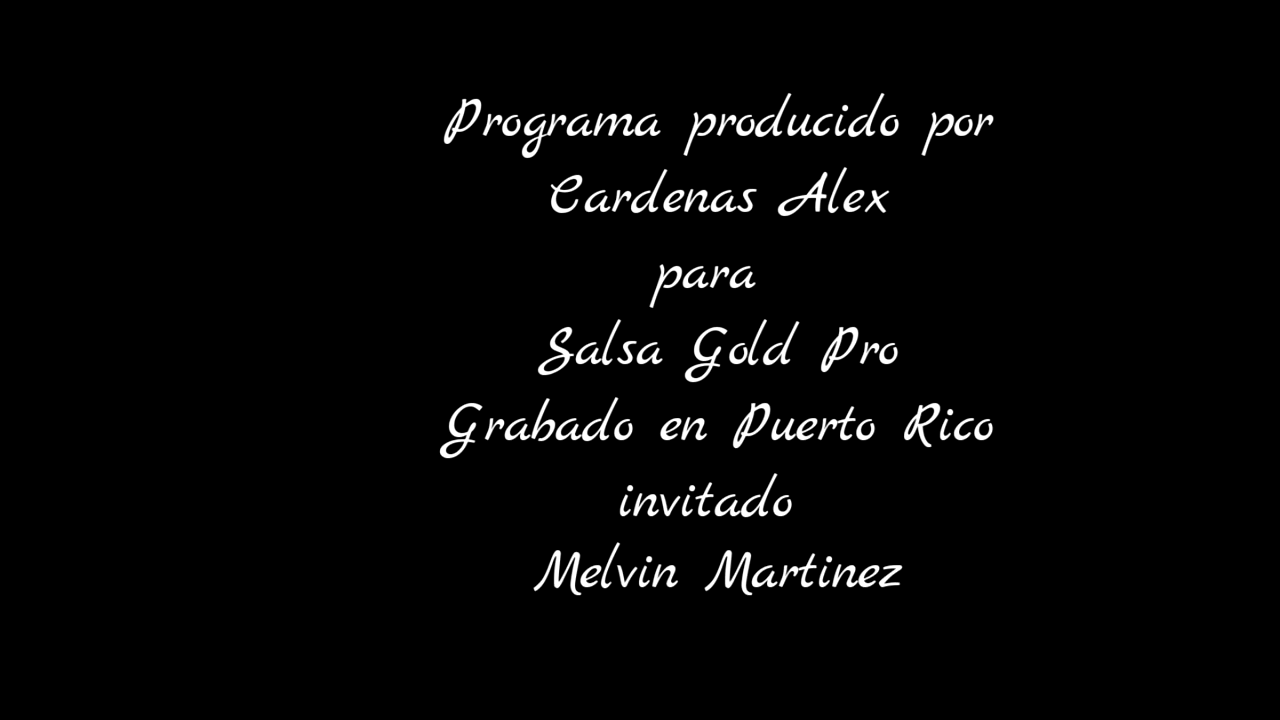 Programa producido por
Cardenas Alex
para
Salsa Gold Pro
Grabado en Puerto Rico
invitado
Melvin Martinez